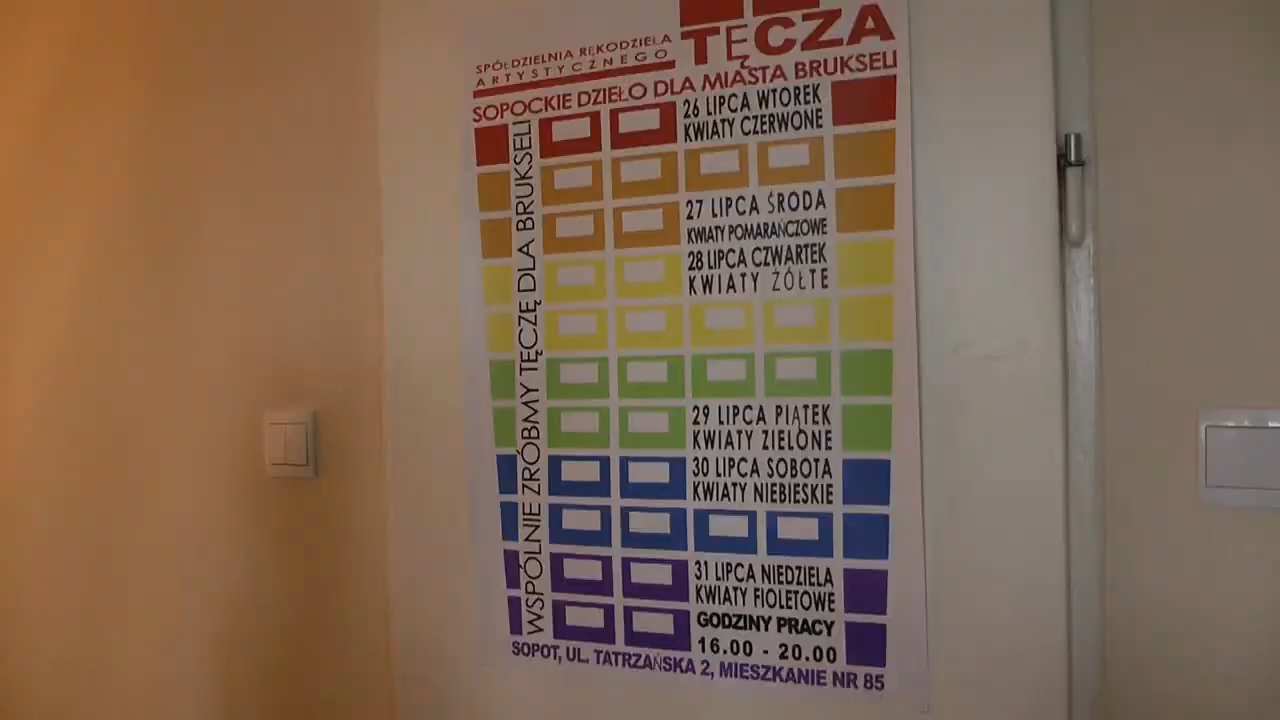 SPÓŁDZIELNIA RĘKODZIEŁA
ARTYSTYCZNEGO
TĘCZA
SOPOCKIE DZIEŁO DLA MIASTA BRUKSELI
WSPÓLNIE ZRÓBMY TĘCZĘ DLA BRUKSELI
26 LIPCA WTOREK
KWIATY CZERWONE
27 LIPCA ŚRODA
KWIATY POMARAŃCZOWE
28 LIPCA CZWARTEK
KWIATY ŻÓŁTE
29 LIPCA PIĄTEK
KWIATY ZIELONE
30 LIPCA SOBOTA
KWIATY NIEBIESKIE
31 LIPCA NIEDZIELA
KWIATY FIOLETOWE
GODZINY PRACY
16.00 - 20.00
SOPOT, UL. TATRZAŃSKA 2, MIESZKANIE NR 85